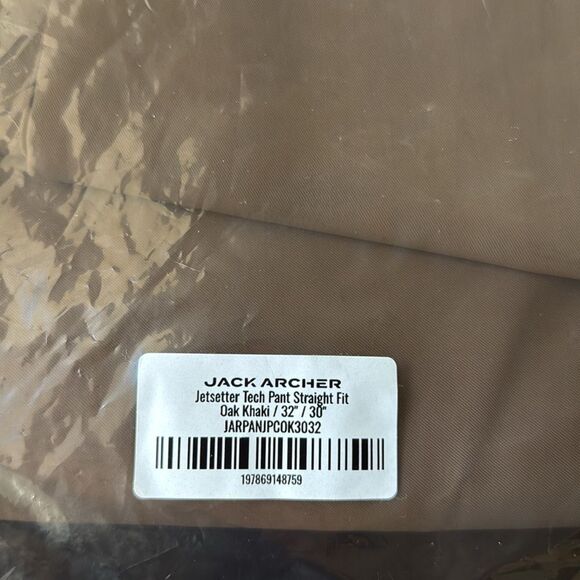 JACK ARCHER
Jetsetter Tech Pant Straight Fit
Oak Khaki / 32" / 30"
JARPANJPCOK3032
197869148759